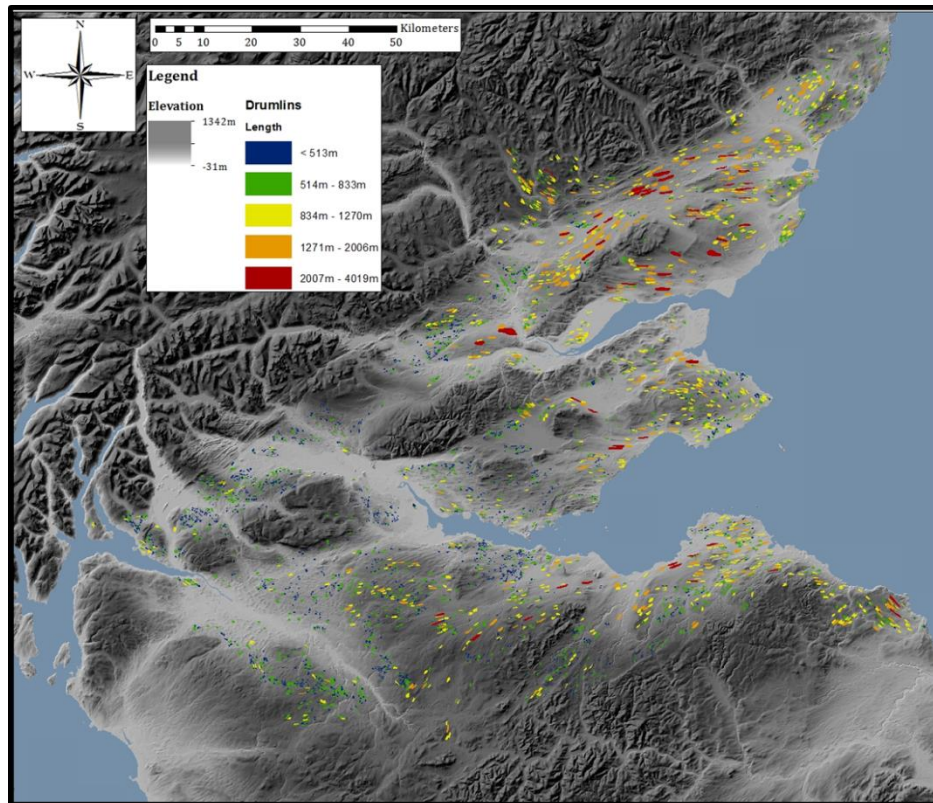 N
W E
S
Kilometers
0 5 10 20 30 40 50
Legend
Elevation
1342m
-31m
Drumlins
Length
< 513m
514m - 833m
834m - 1270m
1271m - 2006m
2007m - 4019m